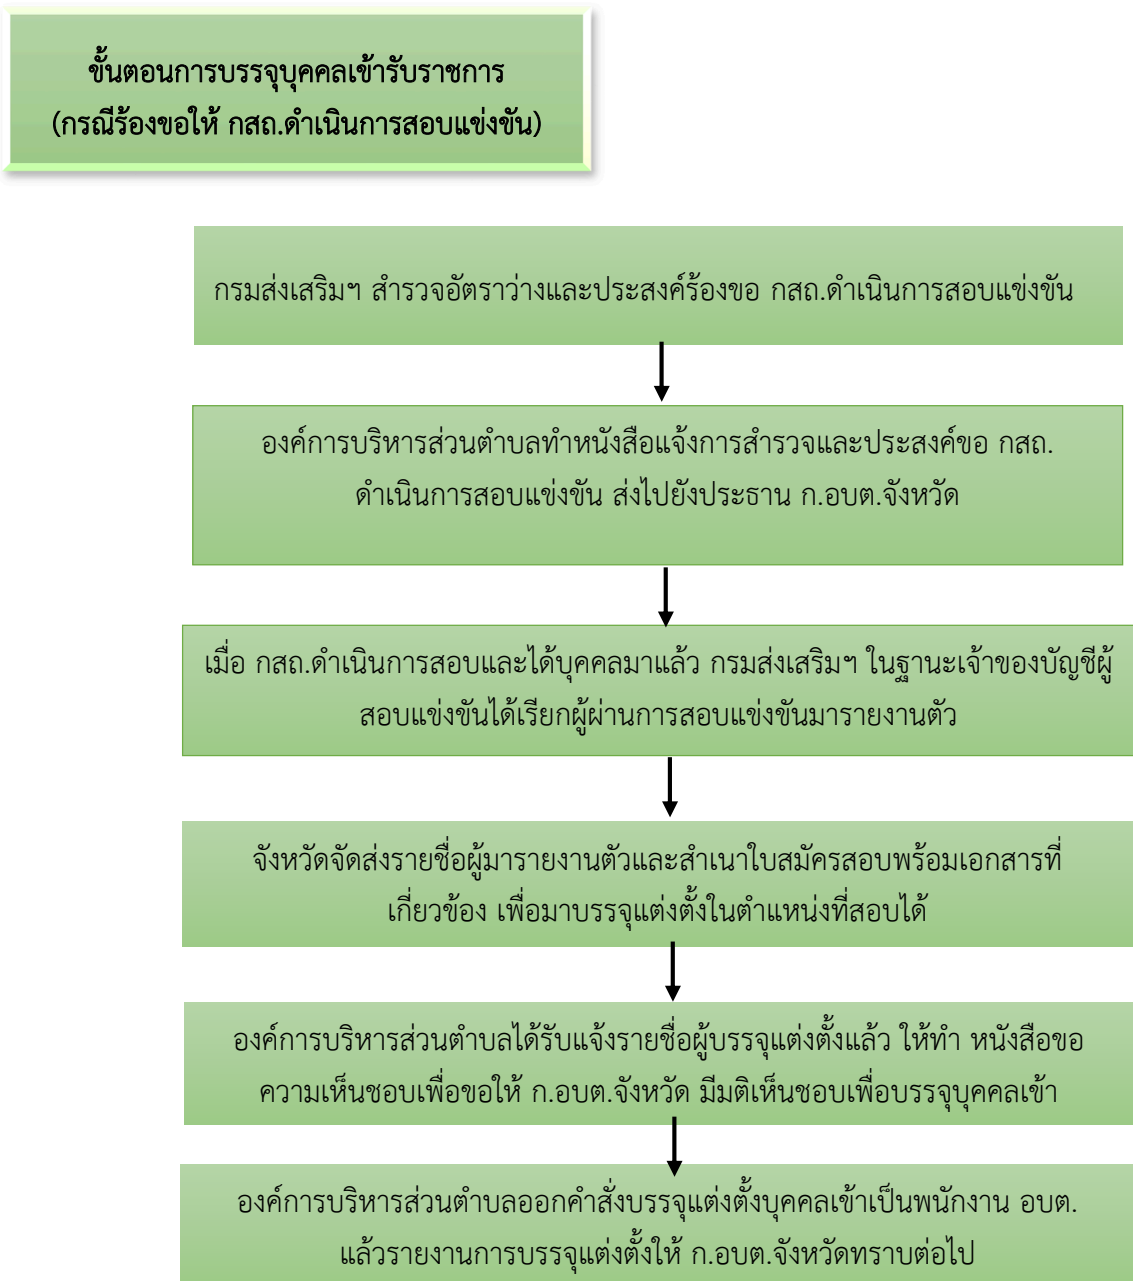 ขั้นตอนการบรรจุบุคคลเข้ารับราชการ
(กรณีร้องขอให้ กสถ.ดำเนินการสอบแข่งขัน)
กรมส่งเสริมฯ สำรวจอัตราว่างและประสงค์ร้องขอ กสถ.ดำเนินการสอบแข่งขัน
องค์การบริหารส่วนตำบลทำหนังสือแจ้งการสำรวจและประสงค์ขอ กสถ.
ดำเนินการสอบแข่งขัน ส่งไปยังประธาน ก.อบต.จังหวัด
เมื่อ กสถ.ดำเนินการสอบและได้บุคคลมาแล้ว กรมส่งเสริมฯ ในฐานะเจ้าของบัญชีผู้
สอบแข่งขันได้เรียกผู้ผ่านการสอบแข่งขันมารายงานตัว
จังหวัดจัดส่งรายชื่อผู้มารายงานตัวและสำเนาใบสมัครสอบพร้อมเอกสารที่
เกี่ยวข้อง เพื่อมาบรรจุแต่งตั้งในตำแหน่งที่สอบได้
องค์การบริหารส่วนตำบลได้รับแจ้งรายชื่อผู้บรรจุแต่งตั้งแล้ว ให้ทำ หนังสือขอ
ความเห็นชอบเพื่อขอให้ ก.อบต.จังหวัด มีมติเห็นชอบเพื่อบรรจุบุคคลเข้า
องค์การบริหารส่วนตำบลออกคำสั่งบรรจุแต่งตั้งบุคคลเข้าเป็นพนักงาน อบต.
แล้วรายงานการบรรจุแต่งตั้งให้ ก.อบต.จังหวัดทราบต่อไป